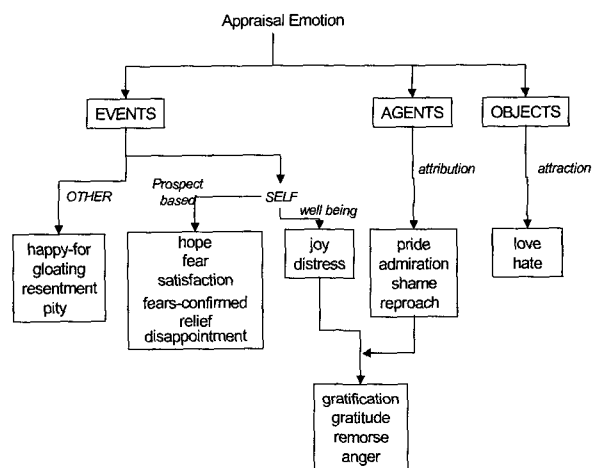 Appraisal Emotion
EVENTS
AGENTS
OBJECTS
attribution
attraction
OTHER
Prospect
based
SELF
well being
happy-for
gloating
resentment
pity
hope
fear
satisfaction
fears-confirmed
relief
disappointment
joy
distress
pride
admiration
shame
reproach
love
hate
gratification
gratitude
remorse
anger